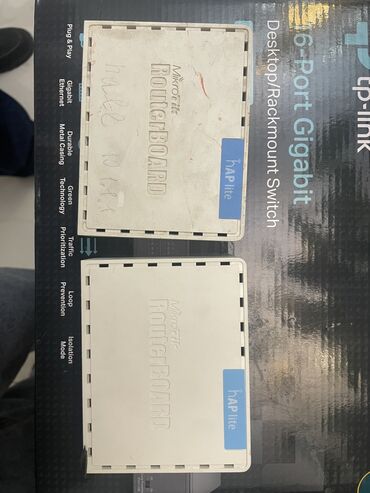 tp-link
6-Port Gigabit
Desktop/Rackmount Switch
Plug & Play
Gigabit
Ethernet
Durable
Metal Casing
Green
Technology
Traffic
Prioritization
Loop
Prevention
Isolation
Mode
MikroTik
RouterBOARD
hAP lite
MikroTik
RouterBOARD
hAP lite